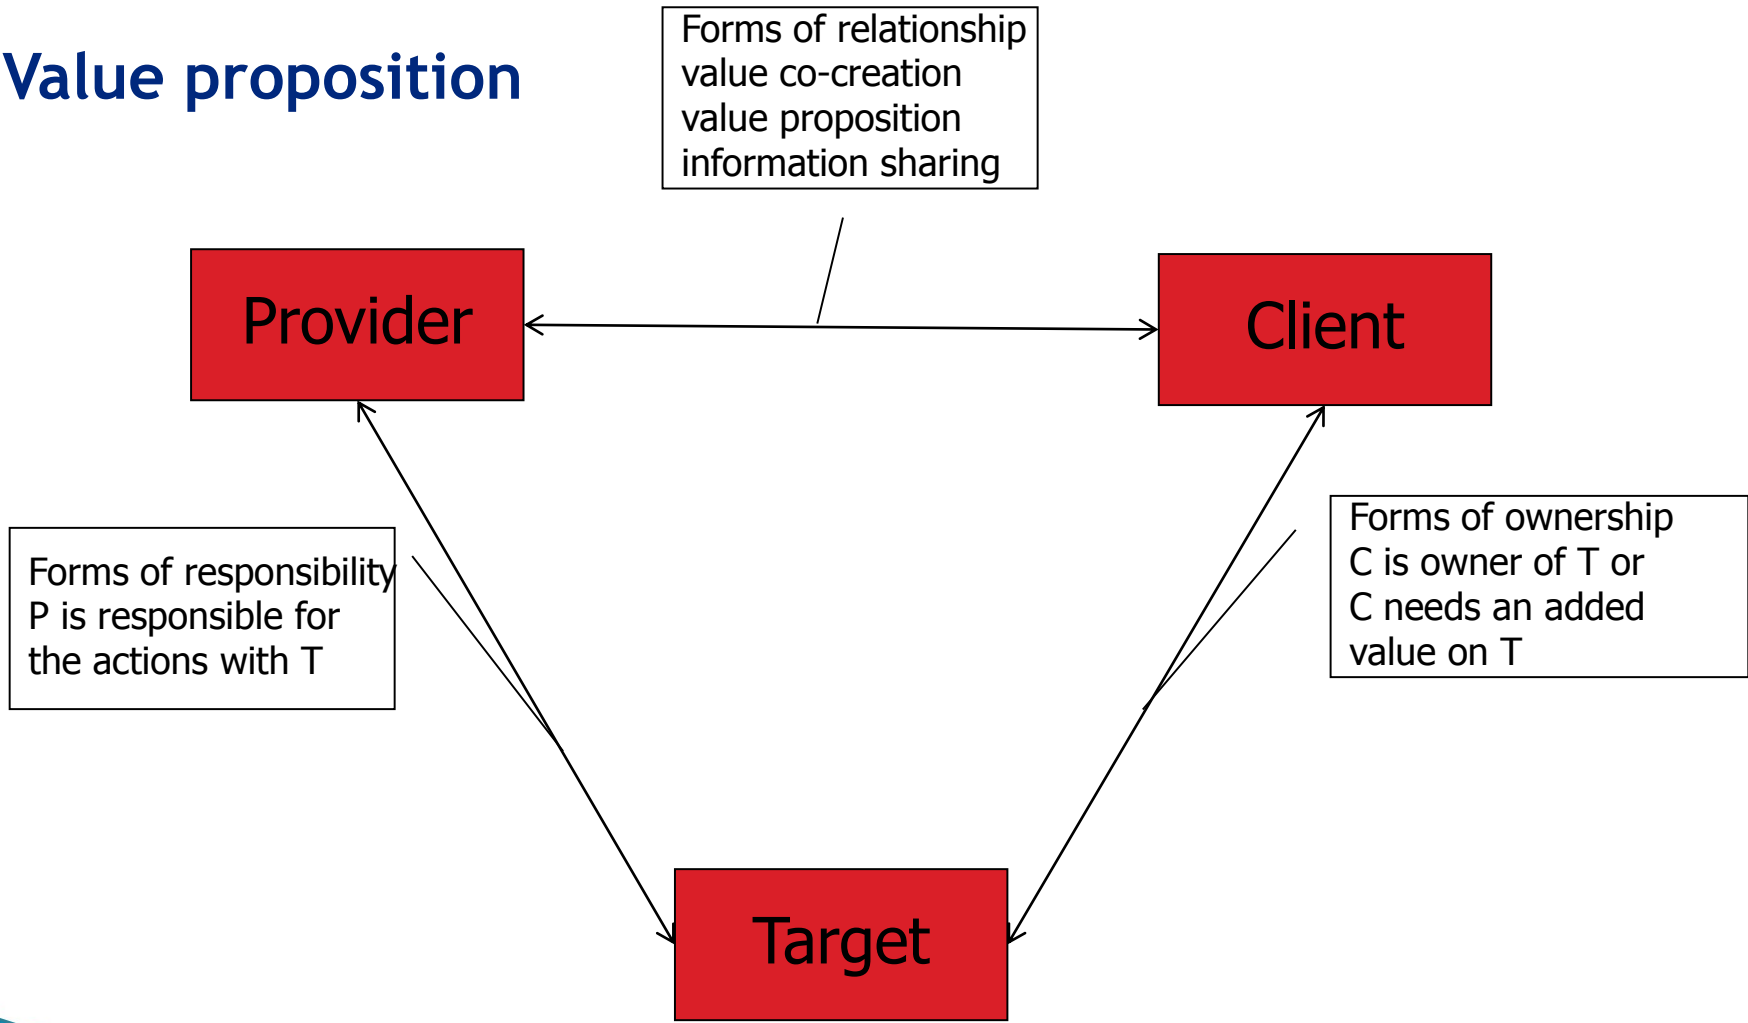 Value proposition
Forms of relationship
value co-creation
value proposition
information sharing
Provider
Client
Forms of responsibility
P is responsible for
the actions with T
Forms of ownership
C is owner of T or
C needs an added
value on T
Target